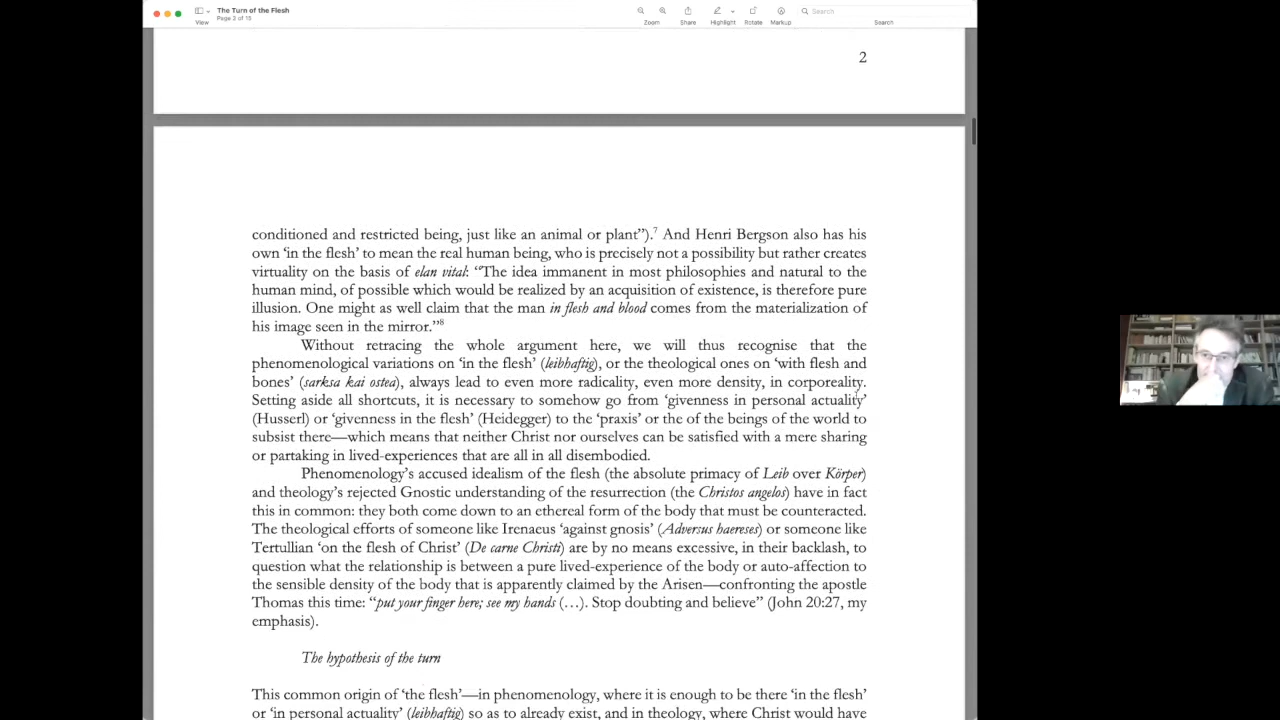 The Turn of the Flesh
Page 2 of 15
View
Zoom
Share
Highlight
Rotate
Markup
Search
Search
2
conditioned and restricted being, just like an animal or plant”).7 And Henri Bergson also has his
own ‘in the flesh’ to mean the real human being, who is precisely not a possibility but rather creates
virtuality on the basis of elan vital: “The idea immanent in most philosophies and natural to the
human mind, of possible which would be realized by an acquisition of existence, is therefore pure
illusion. One might as well claim that the man in flesh and blood comes from the materialization of
his image seen in the mirror.”8
Without retracing the whole argument here, we will thus recognise that the
phenomenological variations on ‘in the flesh’ (leibhaftig), or the theological ones on ‘with flesh and
bones’ (sarksa kai ostea), always lead to even more radicality, even more density, in corporeality.
Setting aside all shortcuts, it is necessary to somehow go from ‘givenness in personal actuality’
(Husserl) or ‘givenness in the flesh’ (Heidegger) to the ‘praxis’ or the of the beings of the world to
subsist there—which means that neither Christ nor ourselves can be satisfied with a mere sharing
or partaking in lived-experiences that are all in all disembodied.
Phenomenology’s accused idealism of the flesh (the absolute primacy of Leib over Körper)
and theology’s rejected Gnostic understanding of the resurrection (the Christos angelos) have in fact
this in common: they both come down to an ethereal form of the body that must be counteracted.
The theological efforts of someone like Irenaeus ‘against gnosis’ (Adversus haereses) or someone like
Tertullian ‘on the flesh of Christ’ (De carne Christi) are by no means excessive, in their backlash, to
question what the relationship is between a pure lived-experience of the body or auto-affection to
the sensible density of the body that is apparently claimed by the Arisen—confronting the apostle
Thomas this time: “put your finger here; see my hands (…). Stop doubting and believe” (John 20:27, my
emphasis).
The hypothesis of the turn
This common origin of ‘the flesh’—in phenomenology, where it is enough to be there ‘in the flesh’
or ‘in personal actuality’ (leibhaftig) so as to already exist, and in theology, where Christ would have